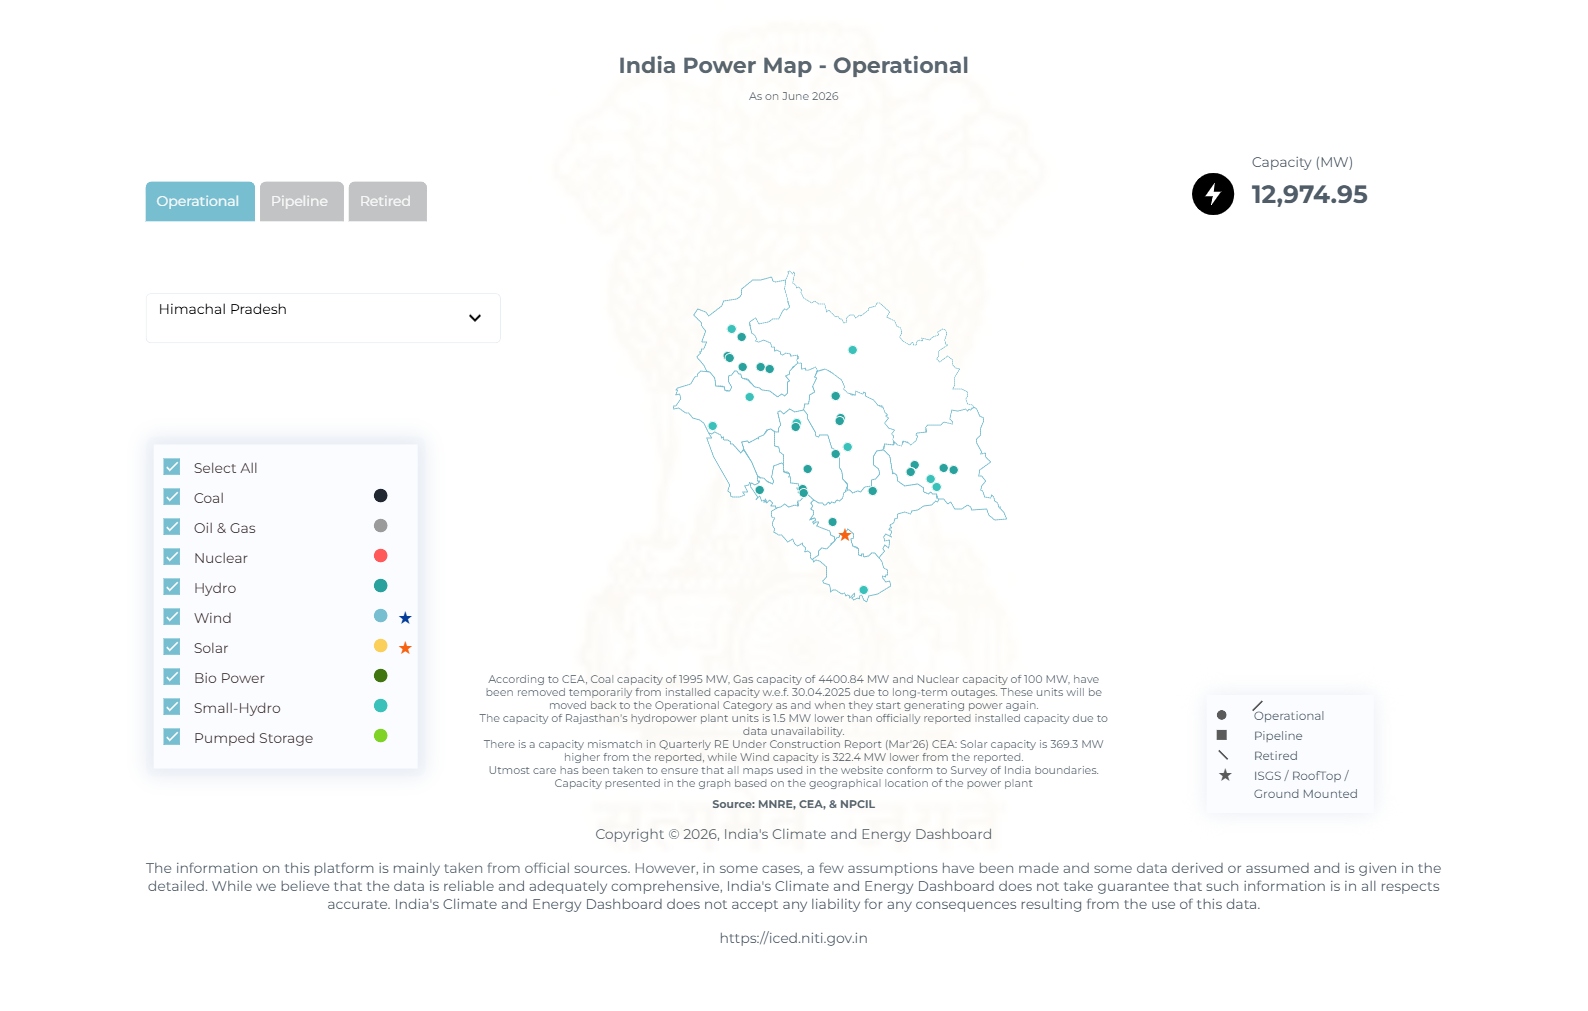 India Power Map - Operational
As on June 2026
Capacity (MW)
12,974.95
Operational
Pipeline
Retired
Himachal Pradesh
Select All
Coal
Oil & Gas
Nuclear
Hydro
Wind
Solar
Bio Power
Small-Hydro
Pumped Storage
According to CEA, Coal capacity of 1995 MW, Gas capacity of 4400.84 MW and Nuclear capacity of 100 MW, have
been removed temporarily from installed capacity w.e.f. 30.04.2025 due to long-term outages. These units will be
moved back to the Operational Category as and when they start generating power again.
The capacity of Rajasthan's hydropower plant units is 1.5 MW lower than officially reported installed capacity due to
data unavailability.
There is a capacity mismatch in Quarterly RE Under Construction Report (Mar'26) CEA: Solar capacity is 369.3 MW
higher from the reported, while Wind capacity is 322.4 MW lower from the reported.
Utmost care has been taken to ensure that all maps used in the website conform to Survey of India boundaries.
Capacity presented in the graph based on the geographical location of the power plant
Source: MNRE, CEA, & NPCIL
Operational
Pipeline
Retired
ISGS / RoofTop /
Ground Mounted
Copyright © 2026, India's Climate and Energy Dashboard
The information on this platform is mainly taken from official sources. However, in some cases, a few assumptions have been made and some data derived or assumed and is given in the
detailed. While we believe that the data is reliable and adequately comprehensive, India's Climate and Energy Dashboard does not take guarantee that such information is in all respects
accurate. India's Climate and Energy Dashboard does not accept any liability for any consequences resulting from the use of this data.
https://iced.niti.gov.in